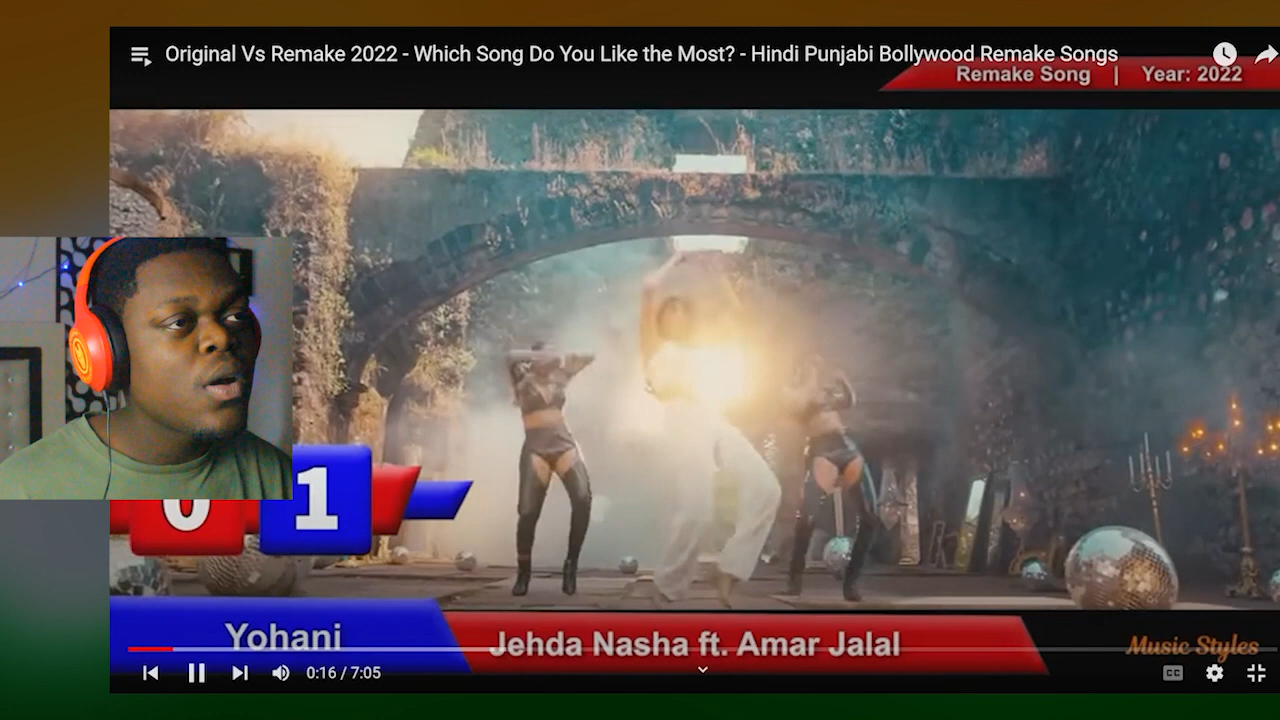 Original Vs Remake 2022 - Which Song Do You Like the Most? - Hindi Punjabi Bollywood Remake Songs
Remake Song | Year: 2022
0 1
Yohani
Jehda Nasha ft. Amar Jalal
Music Styles
0:16 / 7:05
CC